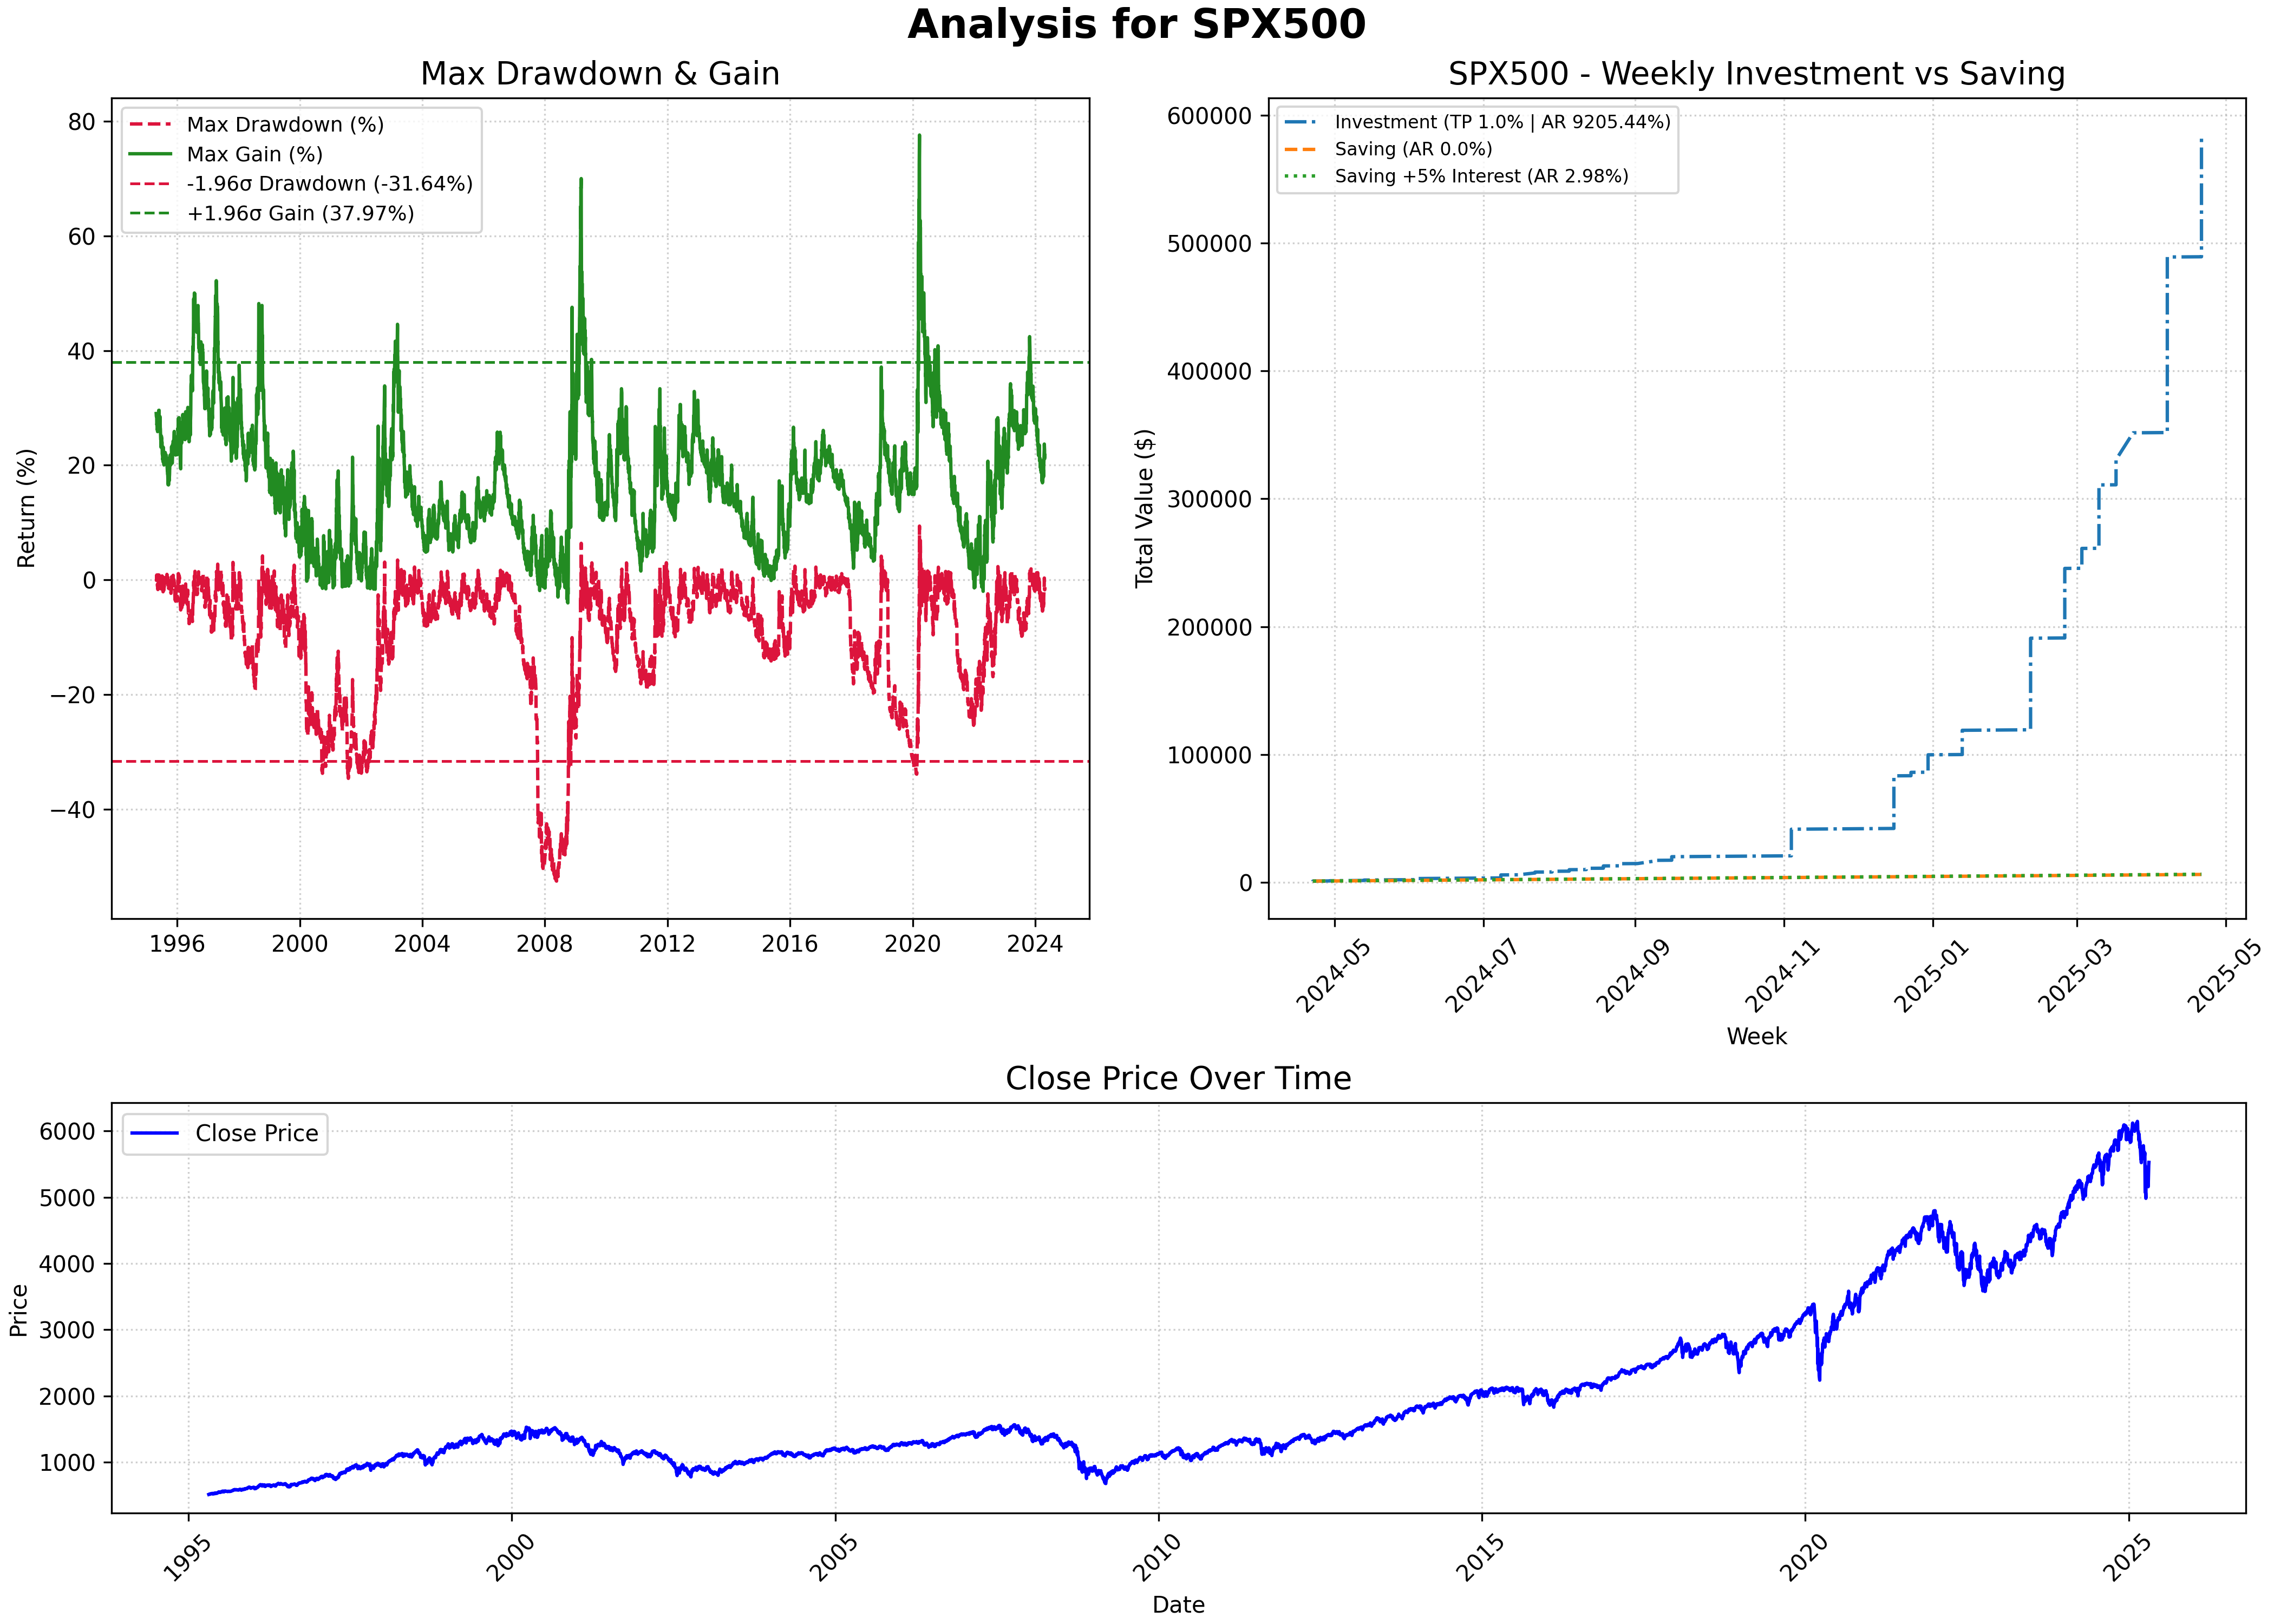 Analysis for SPX500
Max Drawdown & Gain
Max Drawdown (%)
Max Gain (%)
-1.96σ Drawdown (-31.64%)
+1.96σ Gain (37.97%)
Return (%)
80
60
40
20
0
−20
−40
1996
2000
2004
2008
2012
2016
2020
2024
SPX500 - Weekly Investment vs Saving
Investment (TP 1.0% | AR 9205.44%)
Saving (AR 0.0%)
Saving +5% Interest (AR 2.98%)
Total Value ($)
600000
500000
400000
300000
200000
100000
0
2024-05
2024-07
2024-09
2024-11
2025-01
2025-03
2025-05
Week
Close Price Over Time
Close Price
Price
6000
5000
4000
3000
2000
1000
1995
2000
2005
2010
2015
2020
2025
Date